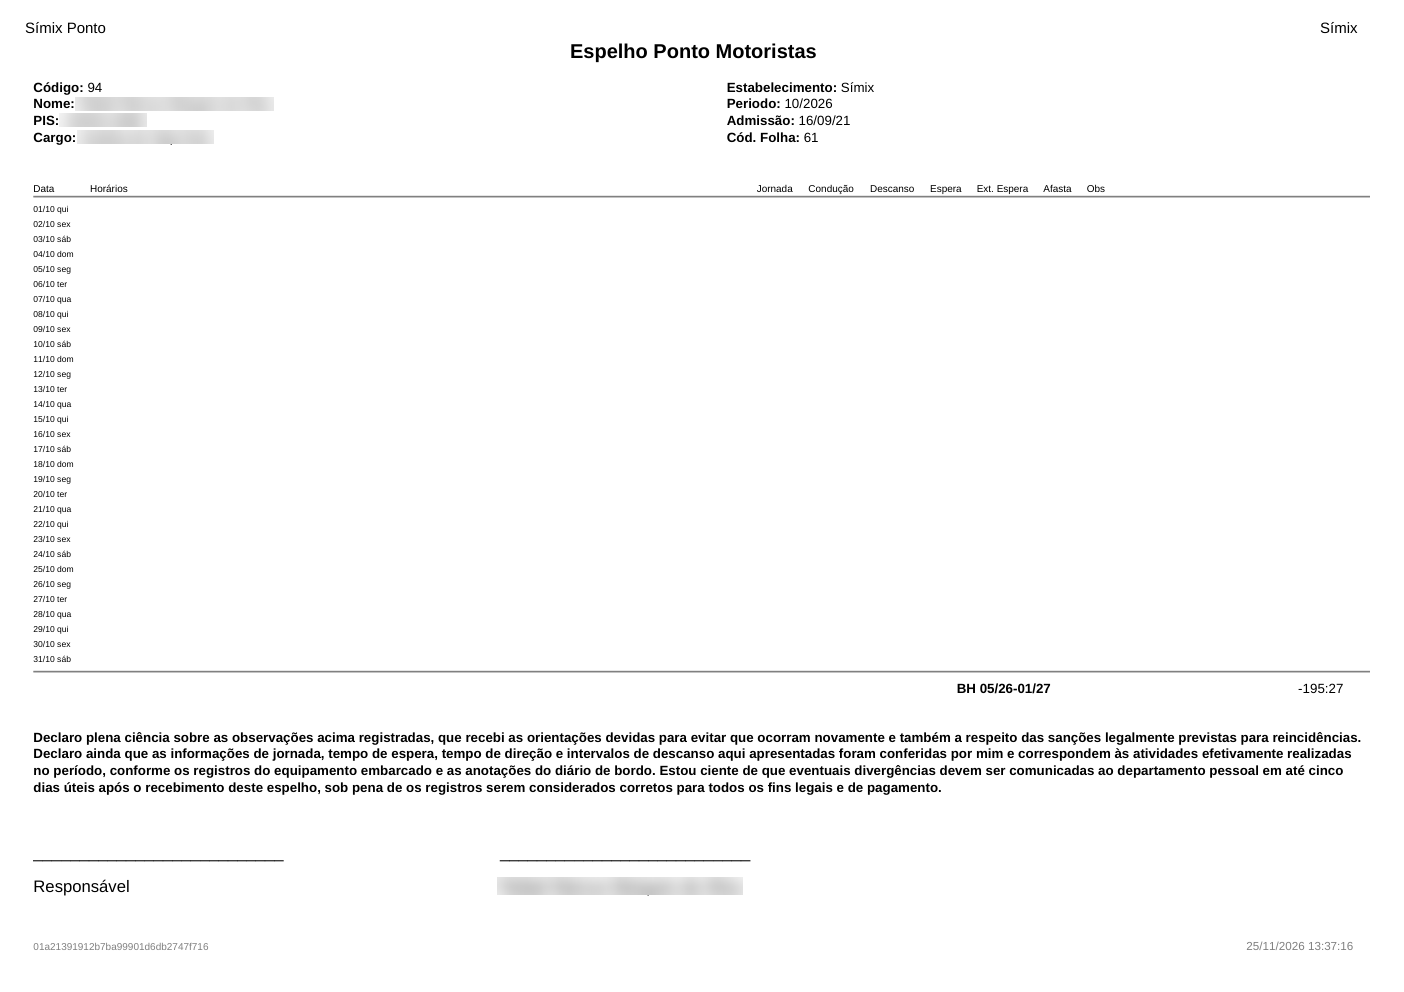 Símix Ponto
Símix
Espelho Ponto Motoristas
Código: 94
Nome:
PIS:
Cargo:
Estabelecimento: Símix
Periodo: 10/2026
Admissão: 16/09/21
Cód. Folha: 61
Data Horários Jornada Condução Descanso Espera Ext. Espera Afasta Obs
01/10 qui
02/10 sex
03/10 sáb
04/10 dom
05/10 seg
06/10 ter
07/10 qua
08/10 qui
09/10 sex
10/10 sáb
11/10 dom
12/10 seg
13/10 ter
14/10 qua
15/10 qui
16/10 sex
17/10 sáb
18/10 dom
19/10 seg
20/10 ter
21/10 qua
22/10 qui
23/10 sex
24/10 sáb
25/10 dom
26/10 seg
27/10 ter
28/10 qua
29/10 qui
30/10 sex
31/10 sáb
BH 05/26-01/27 -195:27
Declaro plena ciência sobre as observações acima registradas, que recebi as orientações devidas para evitar que ocorram novamente e também a respeito das sanções legalmente previstas para reincidências.
Declaro ainda que as informações de jornada, tempo de espera, tempo de direção e intervalos de descanso aqui apresentadas foram conferidas por mim e correspondem às atividades efetivamente realizadas
no período, conforme os registros do equipamento embarcado e as anotações do diário de bordo. Estou ciente de que eventuais divergências devem ser comunicadas ao departamento pessoal em até cinco
dias úteis após o recebimento deste espelho, sob pena de os registros serem considerados corretos para todos os fins legais e de pagamento.
Responsável
01a21391912b7ba99901d6db2747f716
25/11/2026 13:37:16